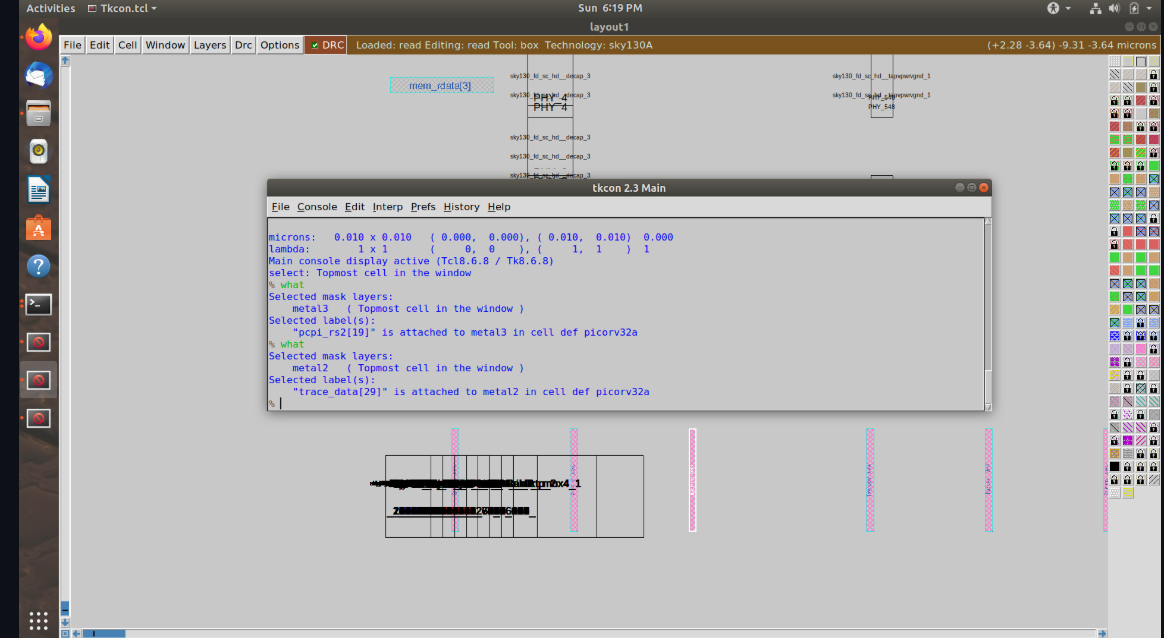 Activities Tkcon.tcl Sun 6:19 PM
layout1
File Edit Cell Window Layers Drc Options DRC Loaded: read Editing: read Tool: box Technology: sky130A (+2.28 -3.64) -9.31 -3.64 microns
mem_rdata[3] sky130_fd_sc_hd__decap_3 sky130_fd_sc_hd__tapvpwrvgnd_1
sky130_fd_sc_hd__decap_3 sky130_fd_sc_hd__tapvpwrvgnd_1
PHY_4
PHY_4 PHY_548
sky130_fd_sc_hd__decap_3
sky130_fd_sc_hd__decap_3
sky130_fd_sc_hd__decap_3
tkcon 2.3 Main
File Console Edit Interp Prefs History Help
microns: 0.010 x 0.010 ( 0.000, 0.000), ( 0.010, 0.010) 0.000
lambda: 1 x 1 ( 0, 0 ), ( 1, 1 ) 1
Main console display active (Tcl8.6.8 / Tk8.6.8)
select: Topmost cell in the window
% what
Selected mask layers:
metal3 ( Topmost cell in the window )
Selected label(s):
"pcpi_rs2[19]" is attached to metal3 in cell def picorv32a
% what
Selected mask layers:
metal2 ( Topmost cell in the window )
Selected label(s):
"trace_data[29]" is attached to metal2 in cell def picorv32a
%